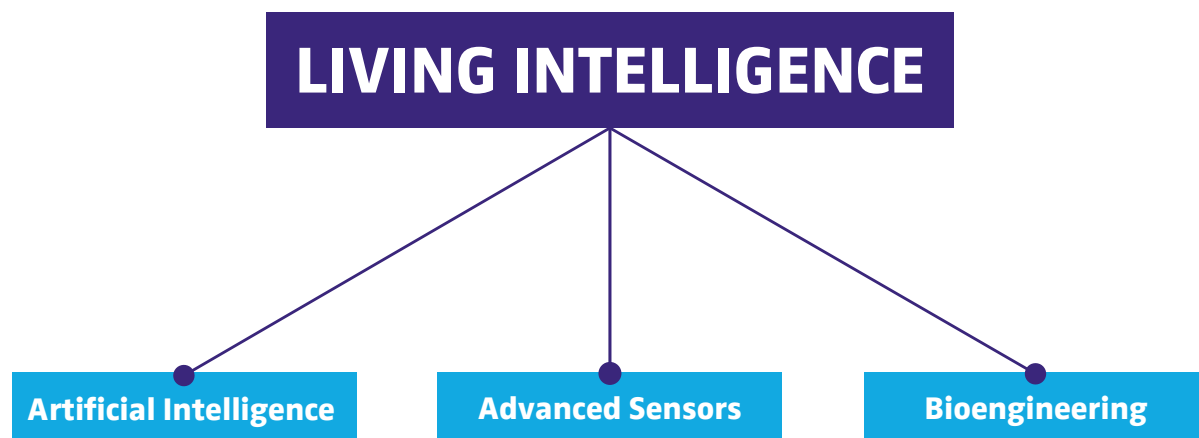 LIVING INTELLIGENCE
Artificial Intelligence
Advanced Sensors
Bioengineering